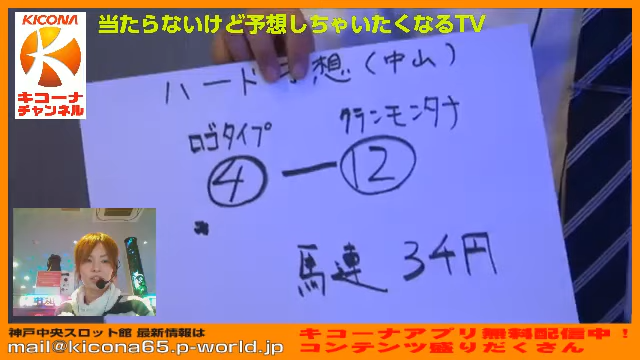 KICONA
キコーナ
チャンネル
当たらないけど予想しちゃいたくなるTV
ハード予想(中山)
ロゴタイプ
クランモンタナ
④ー⑫
馬連 34円
神戸中央スロット館 最新情報は
mail@kicona65.p-world.jp
キコーナアプリ無料配信中!
コンテンツ盛りだくさん